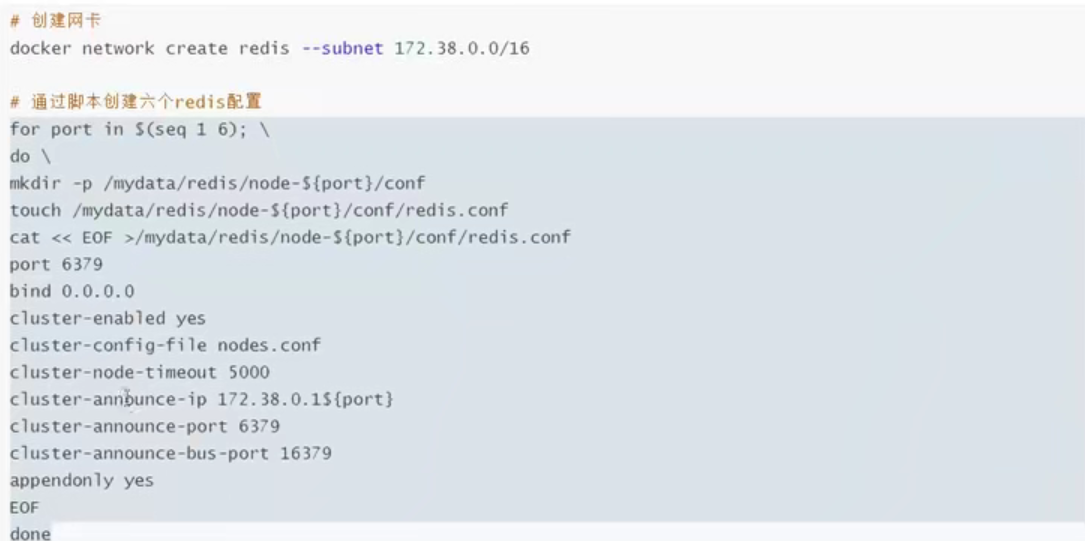 # 创建网卡
docker network create redis --subnet 172.38.0.0/16
# 通过脚本创建六个redis配置
for port in $(seq 1 6); \
do \
mkdir -p /mydata/redis/node-${port}/conf
touch /mydata/redis/node-${port}/conf/redis.conf
cat << EOF >/mydata/redis/node-${port}/conf/redis.conf
port 6379
bind 0.0.0.0
cluster-enabled yes
cluster-config-file nodes.conf
cluster-node-timeout 5000
cluster-announce-ip 172.38.0.1${port}
cluster-announce-port 6379
cluster-announce-bus-port 16379
appendonly yes
EOF
done